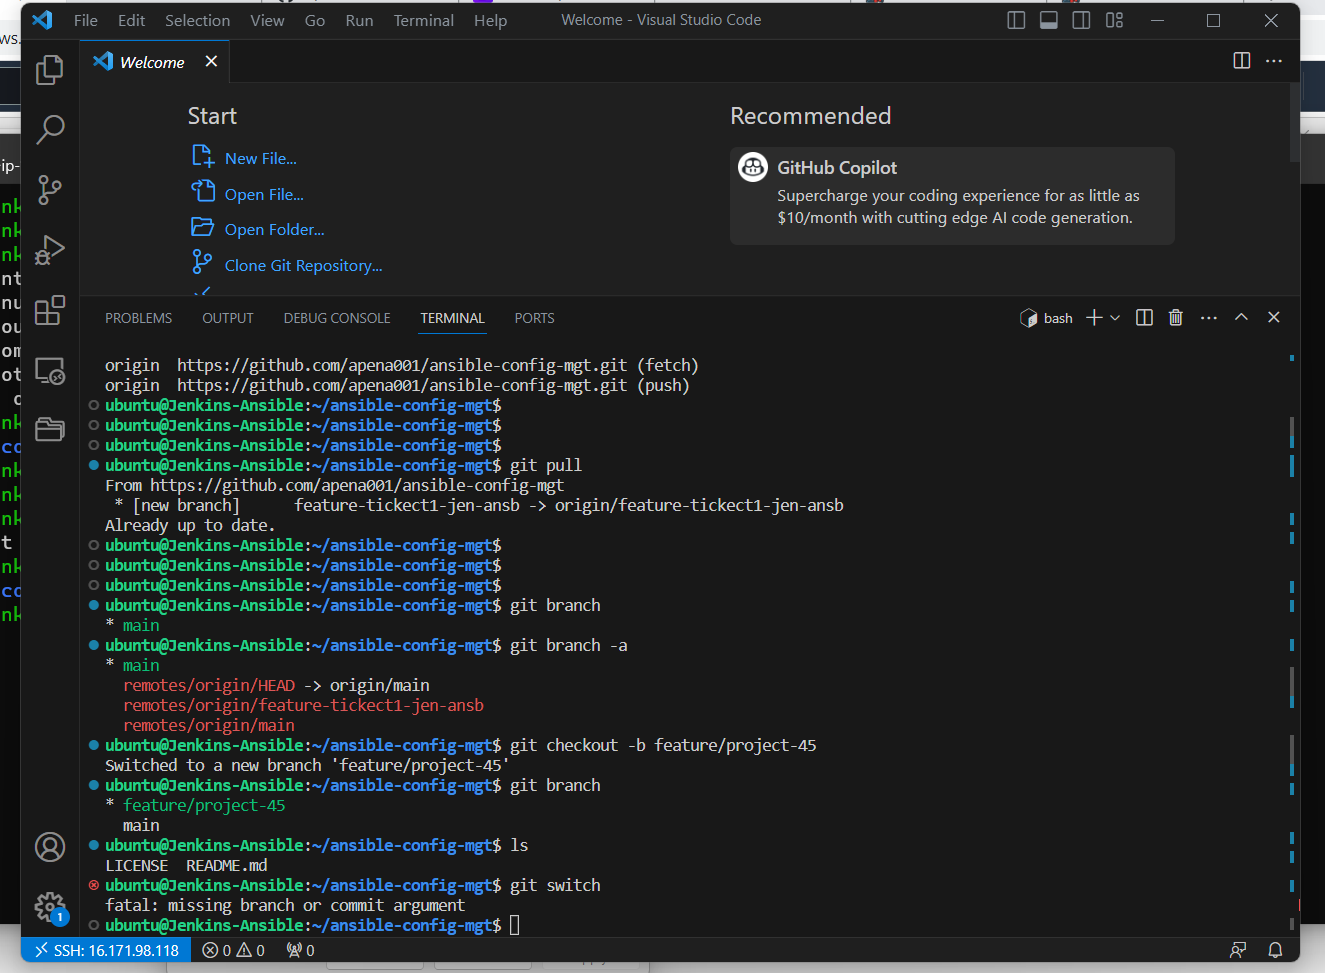 File Edit Selection View Go Run Terminal Help Welcome - Visual Studio Code
Welcome
Start
New File...
Open File...
Open Folder...
Clone Git Repository...
Recommended
GitHub Copilot
Supercharge your coding experience for as little as
$10/month with cutting edge AI code generation.
PROBLEMS OUTPUT DEBUG CONSOLE TERMINAL PORTS bash
origin  https://github.com/apena001/ansible-config-mgt.git (fetch)
origin  https://github.com/apena001/ansible-config-mgt.git (push)
ubuntu@Jenkins-Ansible:~/ansible-config-mgt$
ubuntu@Jenkins-Ansible:~/ansible-config-mgt$
ubuntu@Jenkins-Ansible:~/ansible-config-mgt$
ubuntu@Jenkins-Ansible:~/ansible-config-mgt$ git pull
From https://github.com/apena001/ansible-config-mgt
 * [new branch]      feature-tickect1-jen-ansb -> origin/feature-tickect1-jen-ansb
Already up to date.
ubuntu@Jenkins-Ansible:~/ansible-config-mgt$
ubuntu@Jenkins-Ansible:~/ansible-config-mgt$
ubuntu@Jenkins-Ansible:~/ansible-config-mgt$
ubuntu@Jenkins-Ansible:~/ansible-config-mgt$ git branch
* main
ubuntu@Jenkins-Ansible:~/ansible-config-mgt$ git branch -a
* main
  remotes/origin/HEAD -> origin/main
  remotes/origin/feature-tickect1-jen-ansb
  remotes/origin/main
ubuntu@Jenkins-Ansible:~/ansible-config-mgt$ git checkout -b feature/project-45
Switched to a new branch 'feature/project-45'
ubuntu@Jenkins-Ansible:~/ansible-config-mgt$ git branch
* feature/project-45
  main
ubuntu@Jenkins-Ansible:~/ansible-config-mgt$ ls
LICENSE  README.md
ubuntu@Jenkins-Ansible:~/ansible-config-mgt$ git switch
fatal: missing branch or commit argument
ubuntu@Jenkins-Ansible:~/ansible-config-mgt$
1
SSH: 16.171.98.118 0 0 0